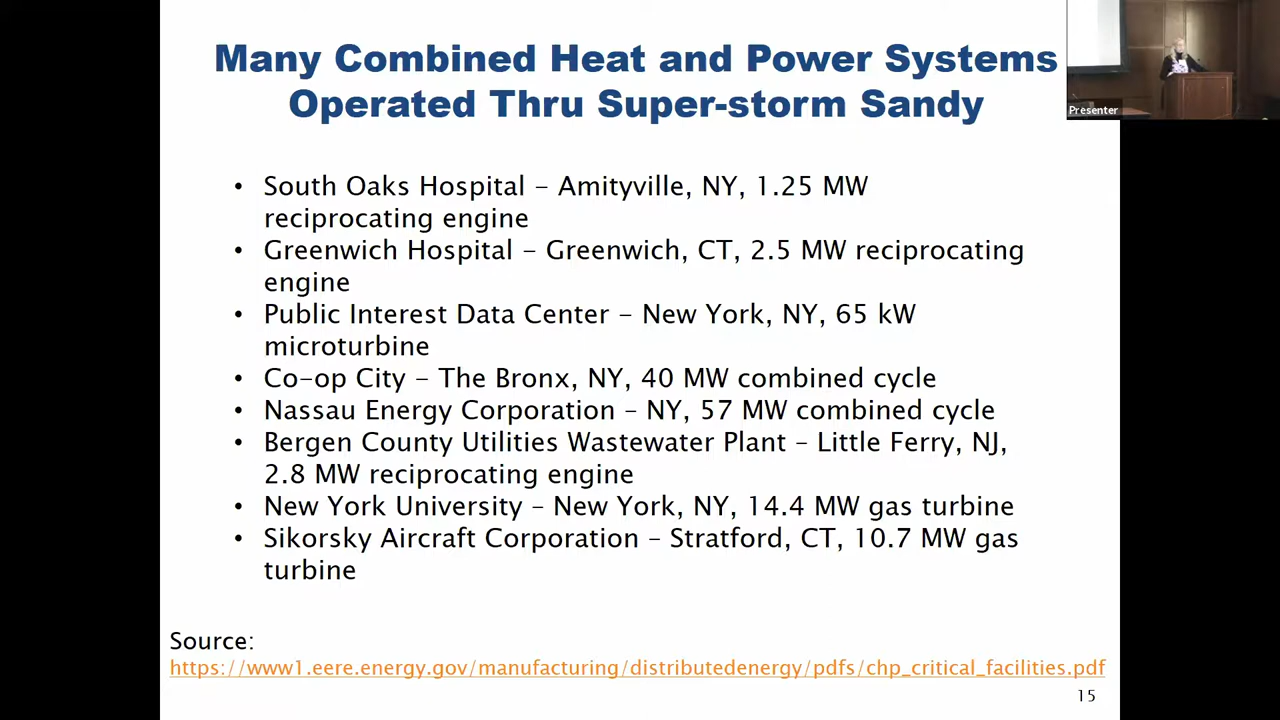 Many Combined Heat and Power Systems
Operated Thru Super-storm Sandy
Presenter
• South Oaks Hospital – Amityville, NY, 1.25 MW
reciprocating engine
• Greenwich Hospital – Greenwich, CT, 2.5 MW reciprocating
engine
• Public Interest Data Center – New York, NY, 65 kW
microturbine
• Co-op City – The Bronx, NY, 40 MW combined cycle
• Nassau Energy Corporation – NY, 57 MW combined cycle
• Bergen County Utilities Wastewater Plant – Little Ferry, NJ,
2.8 MW reciprocating engine
• New York University – New York, NY, 14.4 MW gas turbine
• Sikorsky Aircraft Corporation – Stratford, CT, 10.7 MW gas
turbine
Source:
https://www1.eere.energy.gov/manufacturing/distributedenergy/pdfs/chp_critical_facilities.pdf
15